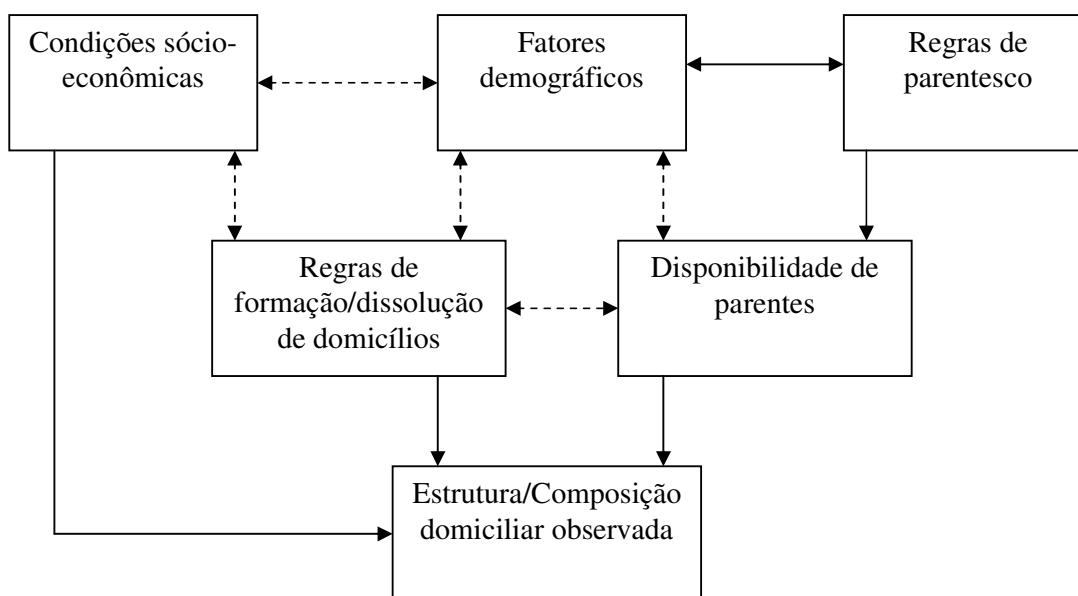 Condições sócio-
econômicas
Fatores
demográficos
Regras de
parentesco
Regras de
formação/dissolução
de domicílios
Disponibilidade de
parentes
Estrutura/Composição
domiciliar observada